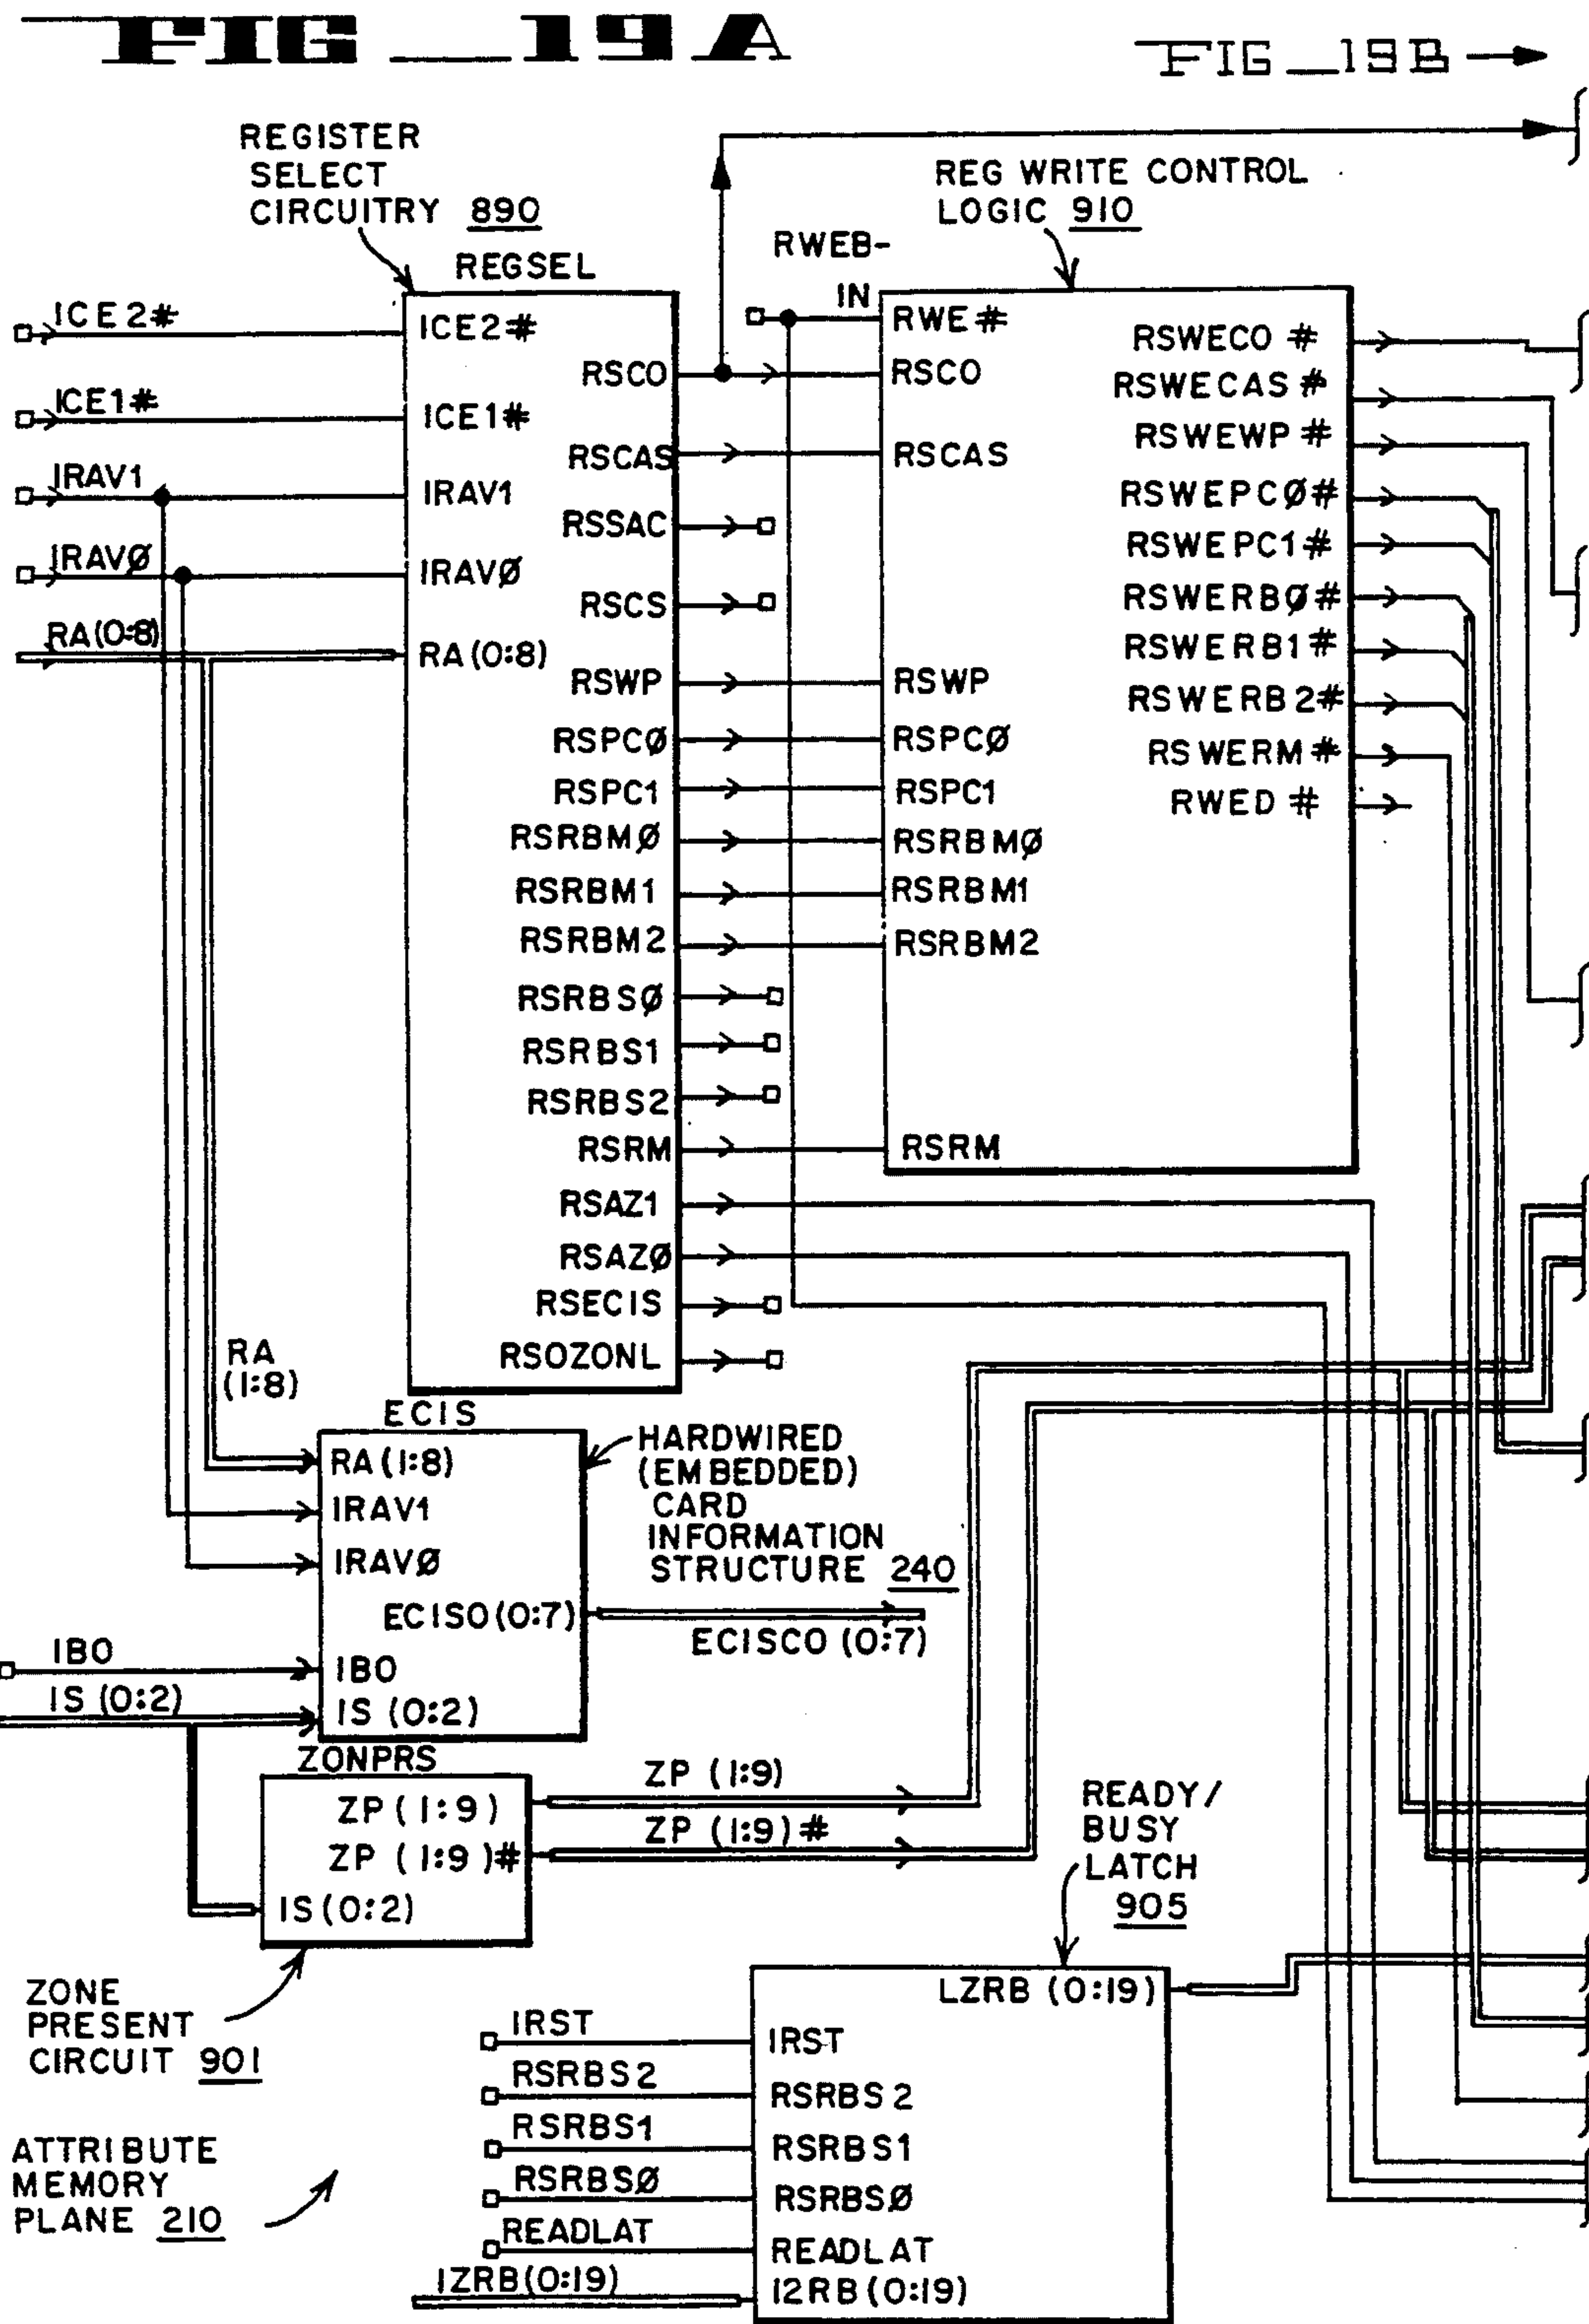 FIG_19A
FIG_19B
REGISTER
SELECT
CIRCUITRY 890
REGSEL
REG WRITE CONTROL
LOGIC 910
RWEB-
IN
ICE2#
ICE1#
IRAV1
IRAVØ
RA(0:8)
ICE2#
ICE1#
IRAV1
IRAVØ
RA(0:8)
RSCO
RSCAS
RSSAC
RSCS
RSWP
RSPCØ
RSPC1
RSRBMØ
RSRBM1
RSRBM2
RSRBSØ
RSRBS1
RSRBS2
RSRM
RSAZ1
RSAZØ
RSECIS
RSOZONL
RWE#
RSCO
RSCAS
RSWP
RSPCØ
RSPC1
RSRBMØ
RSRBM1
RSRBM2
RSRM
RSWECO #
RSWECAS #
RSWEWP #
RSWEPCØ#
RSWEPC1#
RSWERBØ#
RSWERB1#
RSWERB2#
RSWERM#
RWED #
RA
(1:8)
ECIS
RA(1:8)
IRAV1
IRAVØ
ECISO(0:7)
IBO
IS (0:2)
IBO
IS (0:2)
HARDWIRED
(EMBEDDED)
CARD
INFORMATION
STRUCTURE 240
ECISCO (0:7)
ZONPRS
ZP (1:9)
ZP (1:9)#
IS(0:2)
ZP (1:9)
ZP (1:9)#
ZONE
PRESENT
CIRCUIT 901
READY/
BUSY
LATCH
905
LZRB (0:19)
IRST
RSRBS2
RSRBS1
RSRBSØ
READLAT
IZRB(0:19)
IRST
RSRBS2
RSRBS1
RSRBSØ
READLAT
I2RB(0:19)
ATTRIBUTE
MEMORY
PLANE 210